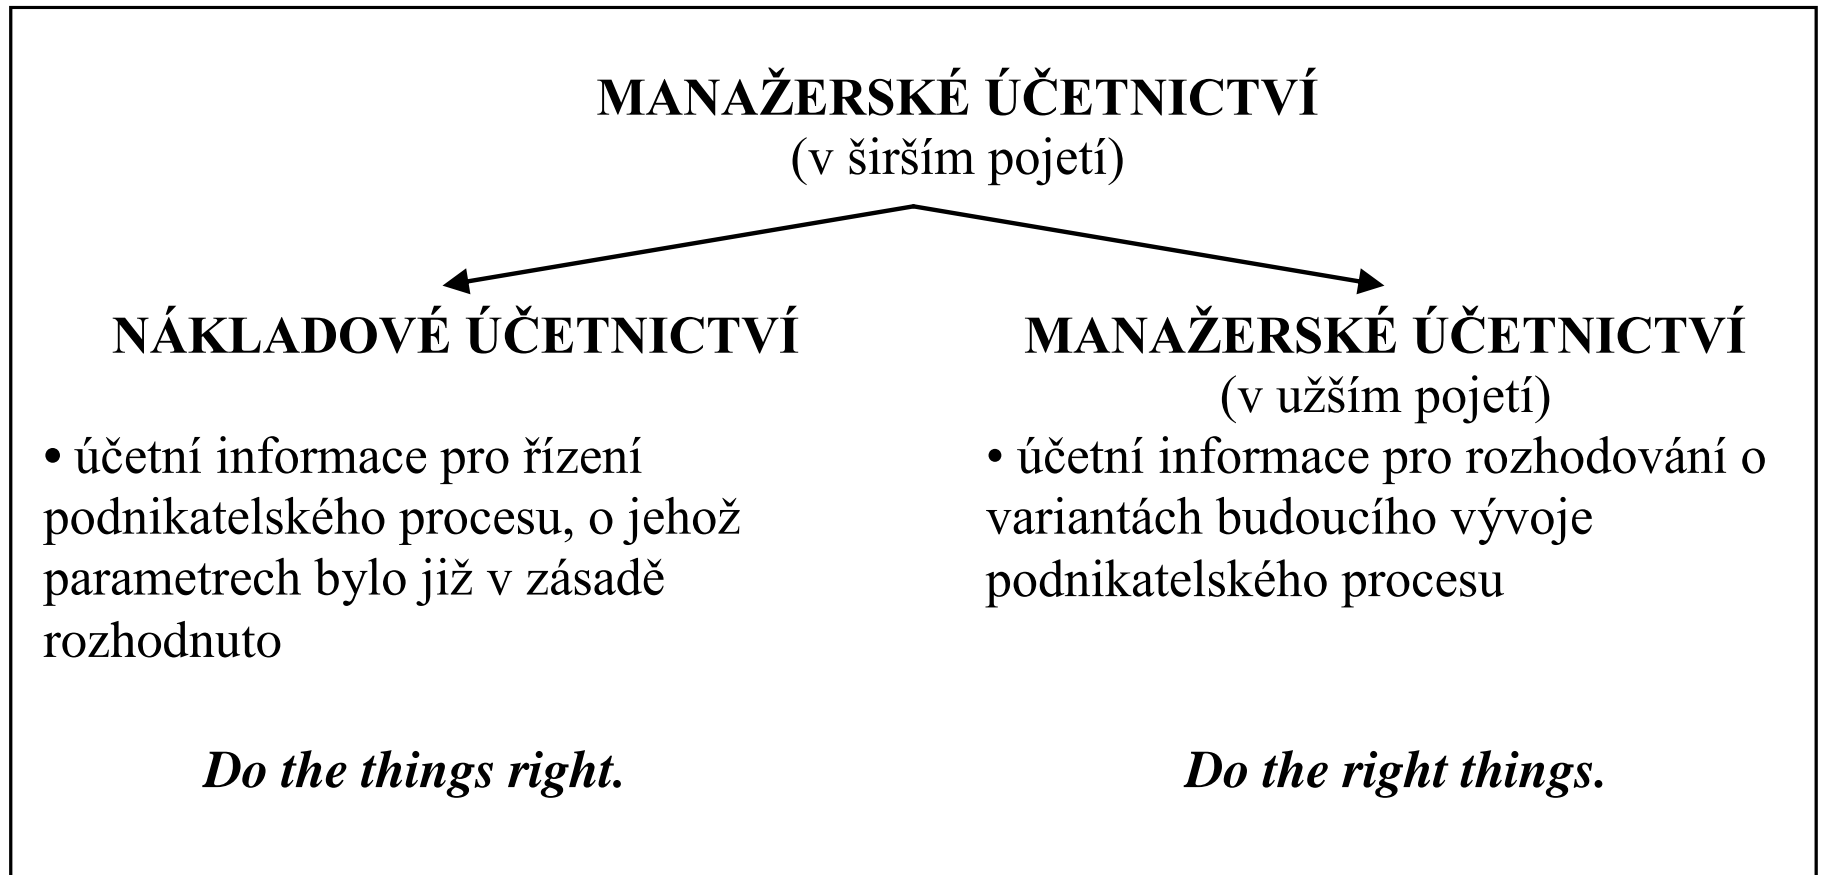 MANAŽERSKÉ ÚČETNICTVÍ
(v širším pojetí)
NÁKLADOVÉ ÚČETNICTVÍ
• účetní informace pro řízení
podnikatelského procesu, o jehož
parametrech bylo již v zásadě
rozhodnuto
Do the things right.
MANAŽERSKÉ ÚČETNICTVÍ
(v užším pojetí)
• účetní informace pro rozhodování o
variantách budoucího vývoje
podnikatelského procesu
Do the right things.